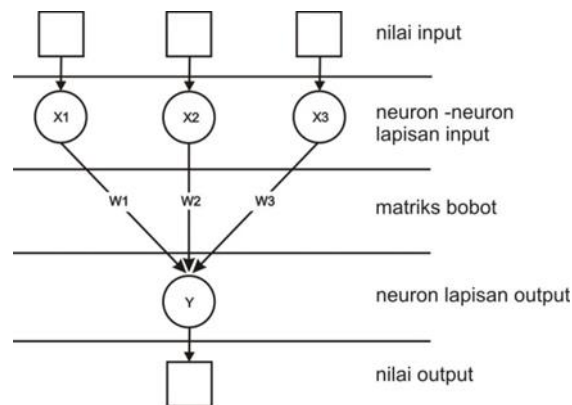 nilai input
X1 X2 X3
neuron -neuron
lapisan input
W1 W2 W3
matriks bobot
Y
neuron lapisan output
nilai output